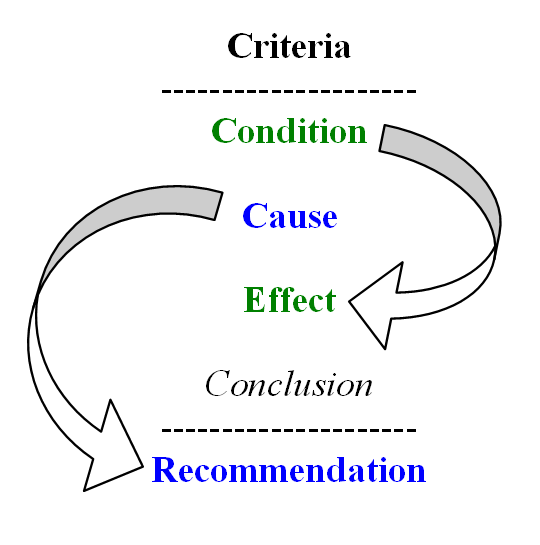 Criteria
Condition
Cause
Effect
Conclusion
Recommendation